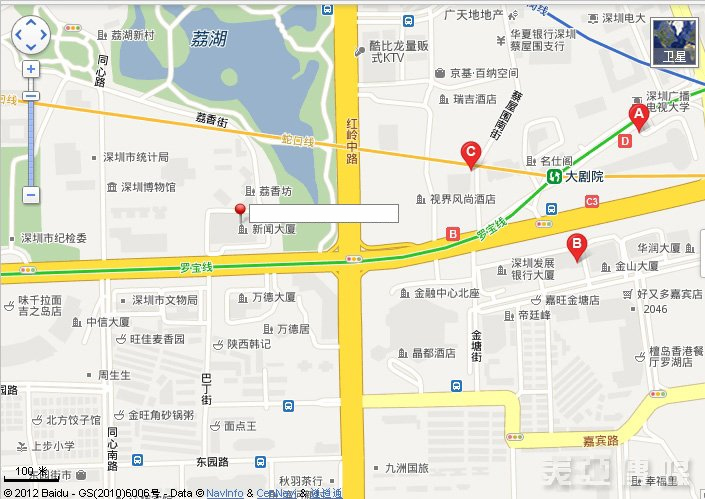 荔湖新村
荔湖
广天地地产
深圳电大
华夏银行深圳
蔡屋围支行
酷比龙量贩
式KTV
京基·百纳空间
卫星
瑞吉酒店
深圳广播
电视大学
同心路
荔香街
蛇口线
红岭中路
蔡屋围南街
A
D
C
名仕阁
大剧院
深圳市统计局
深圳博物馆
荔香坊
视界风尚酒店
C3
新闻大厦
B
罗宝线
深圳市纪检委
B
华润大厦
罗宝线
深圳发展
银行大厦
金山大厦
味千拉面
吉之岛店
深圳市文物局
万德大厦
金融中心北座
嘉旺金塘店
好又多嘉宾店
中信大厦
帝廷峰
2046
旺佳麦香园
万德居
陕西韩记
金塘街
晶都酒店
檀岛香港餐
厅罗湖店
周生生
巴丁街
园路
北方饺子馆
金旺角砂锅粥
面点王
同心南路
嘉宾路
上步小学
东园路
100 米
秋羽茶行
九洲国旅
幸福里
© 2012 Baidu - GS(2010)6006号 - Data © NavInfo & CenNavi & 道道通